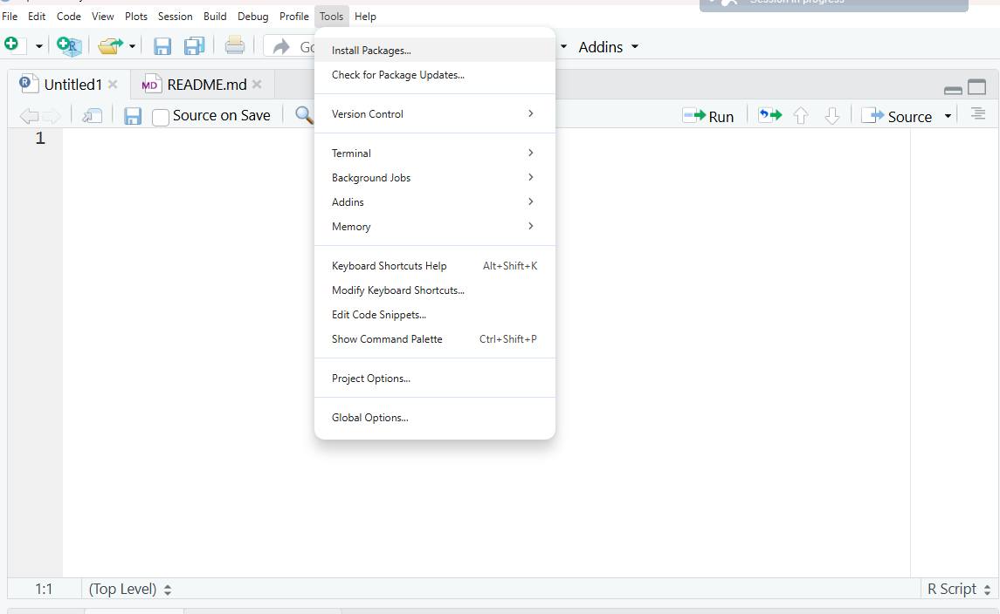 Session in progress
File Edit Code View Plots Session Build Debug Profile Tools Help
Go
Addins
Install Packages...
Check for Package Updates...
Version Control
Terminal
Background Jobs
Addins
Memory
Keyboard Shortcuts Help Alt+Shift+K
Modify Keyboard Shortcuts...
Edit Code Snippets...
Show Command Palette Ctrl+Shift+P
Project Options...
Global Options...
R Untitled1 MD README.md
Source on Save Run Source
1
1:1 (Top Level) R Script